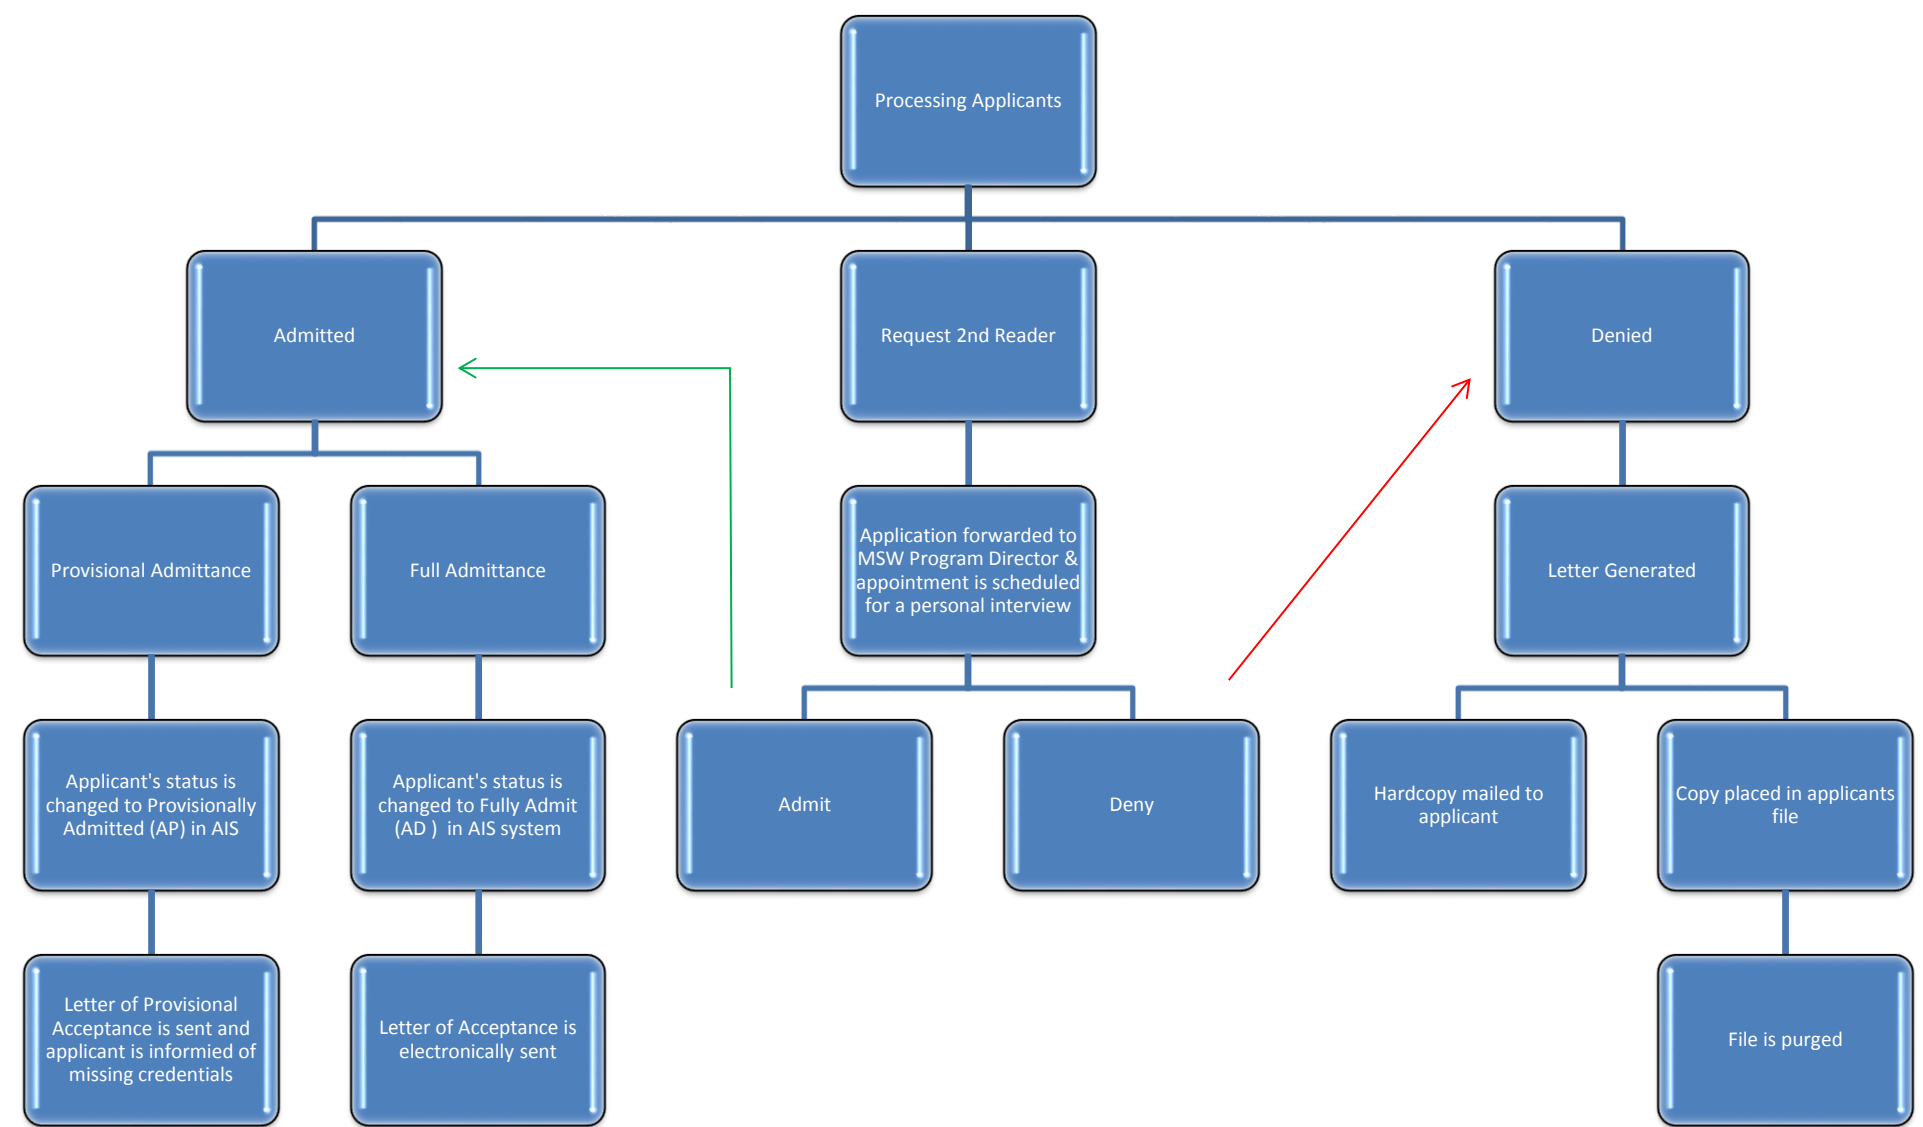 Processing Applicants
Admitted
Request 2nd Reader
Denied
Provisional Admittance
Full Admittance
Application forwarded to
MSW Program Director &
appointment is scheduled
for a personal interview
Letter Generated
Applicant's status is
changed to Provisionally
Admitted (AP) in AIS
Applicant's status is
changed to Fully Admit
(AD ) in AIS system
Admit
Deny
Hardcopy mailed to
applicant
Copy placed in applicants
file
Letter of Provisional
Acceptance is sent and
applicant is informied of
missing credentials
Letter of Acceptance is
electronically sent
File is purged